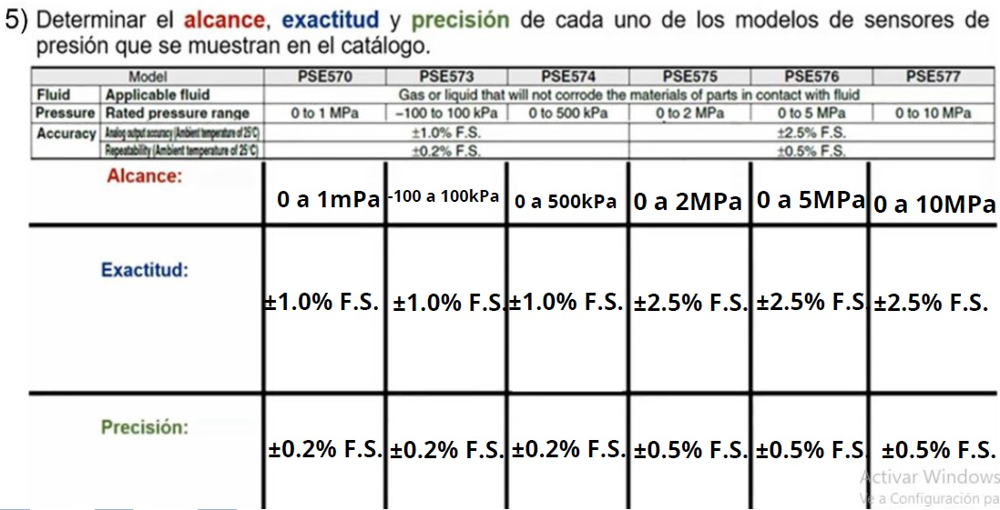 5) Determinar el alcance, exactitud y precisión de cada uno de los modelos de sensores de
presión que se muestran en el catálogo.
Model PSE570 PSE573 PSE574 PSE575 PSE576 PSE577
Fluid Applicable fluid Gas or liquid that will not corrode the materials of parts in contact with fluid
Pressure Rated pressure range 0 to 1 MPa −100 to 100 kPa 0 to 500 kPa 0 to 2 MPa 0 to 5 MPa 0 to 10 MPa
Accuracy Analog output accuracy (Ambient temperature of 25°C) ±1.0% F.S. ±2.5% F.S.
Repeatability (Ambient temperature of 25°C) ±0.2% F.S. ±0.5% F.S.
Alcance: 0 a 1mPa -100 a 100kPa 0 a 500kPa 0 a 2MPa 0 a 5MPa 0 a 10MPa
Exactitud: ±1.0% F.S. ±1.0% F.S. ±1.0% F.S. ±2.5% F.S. ±2.5% F.S ±2.5% F.S.
Precisión: ±0.2% F.S. ±0.2% F.S. ±0.2% F.S. ±0.5% F.S. ±0.5% F.S ±0.5% F.S.
Activar Windows
Ve a Configuración pa